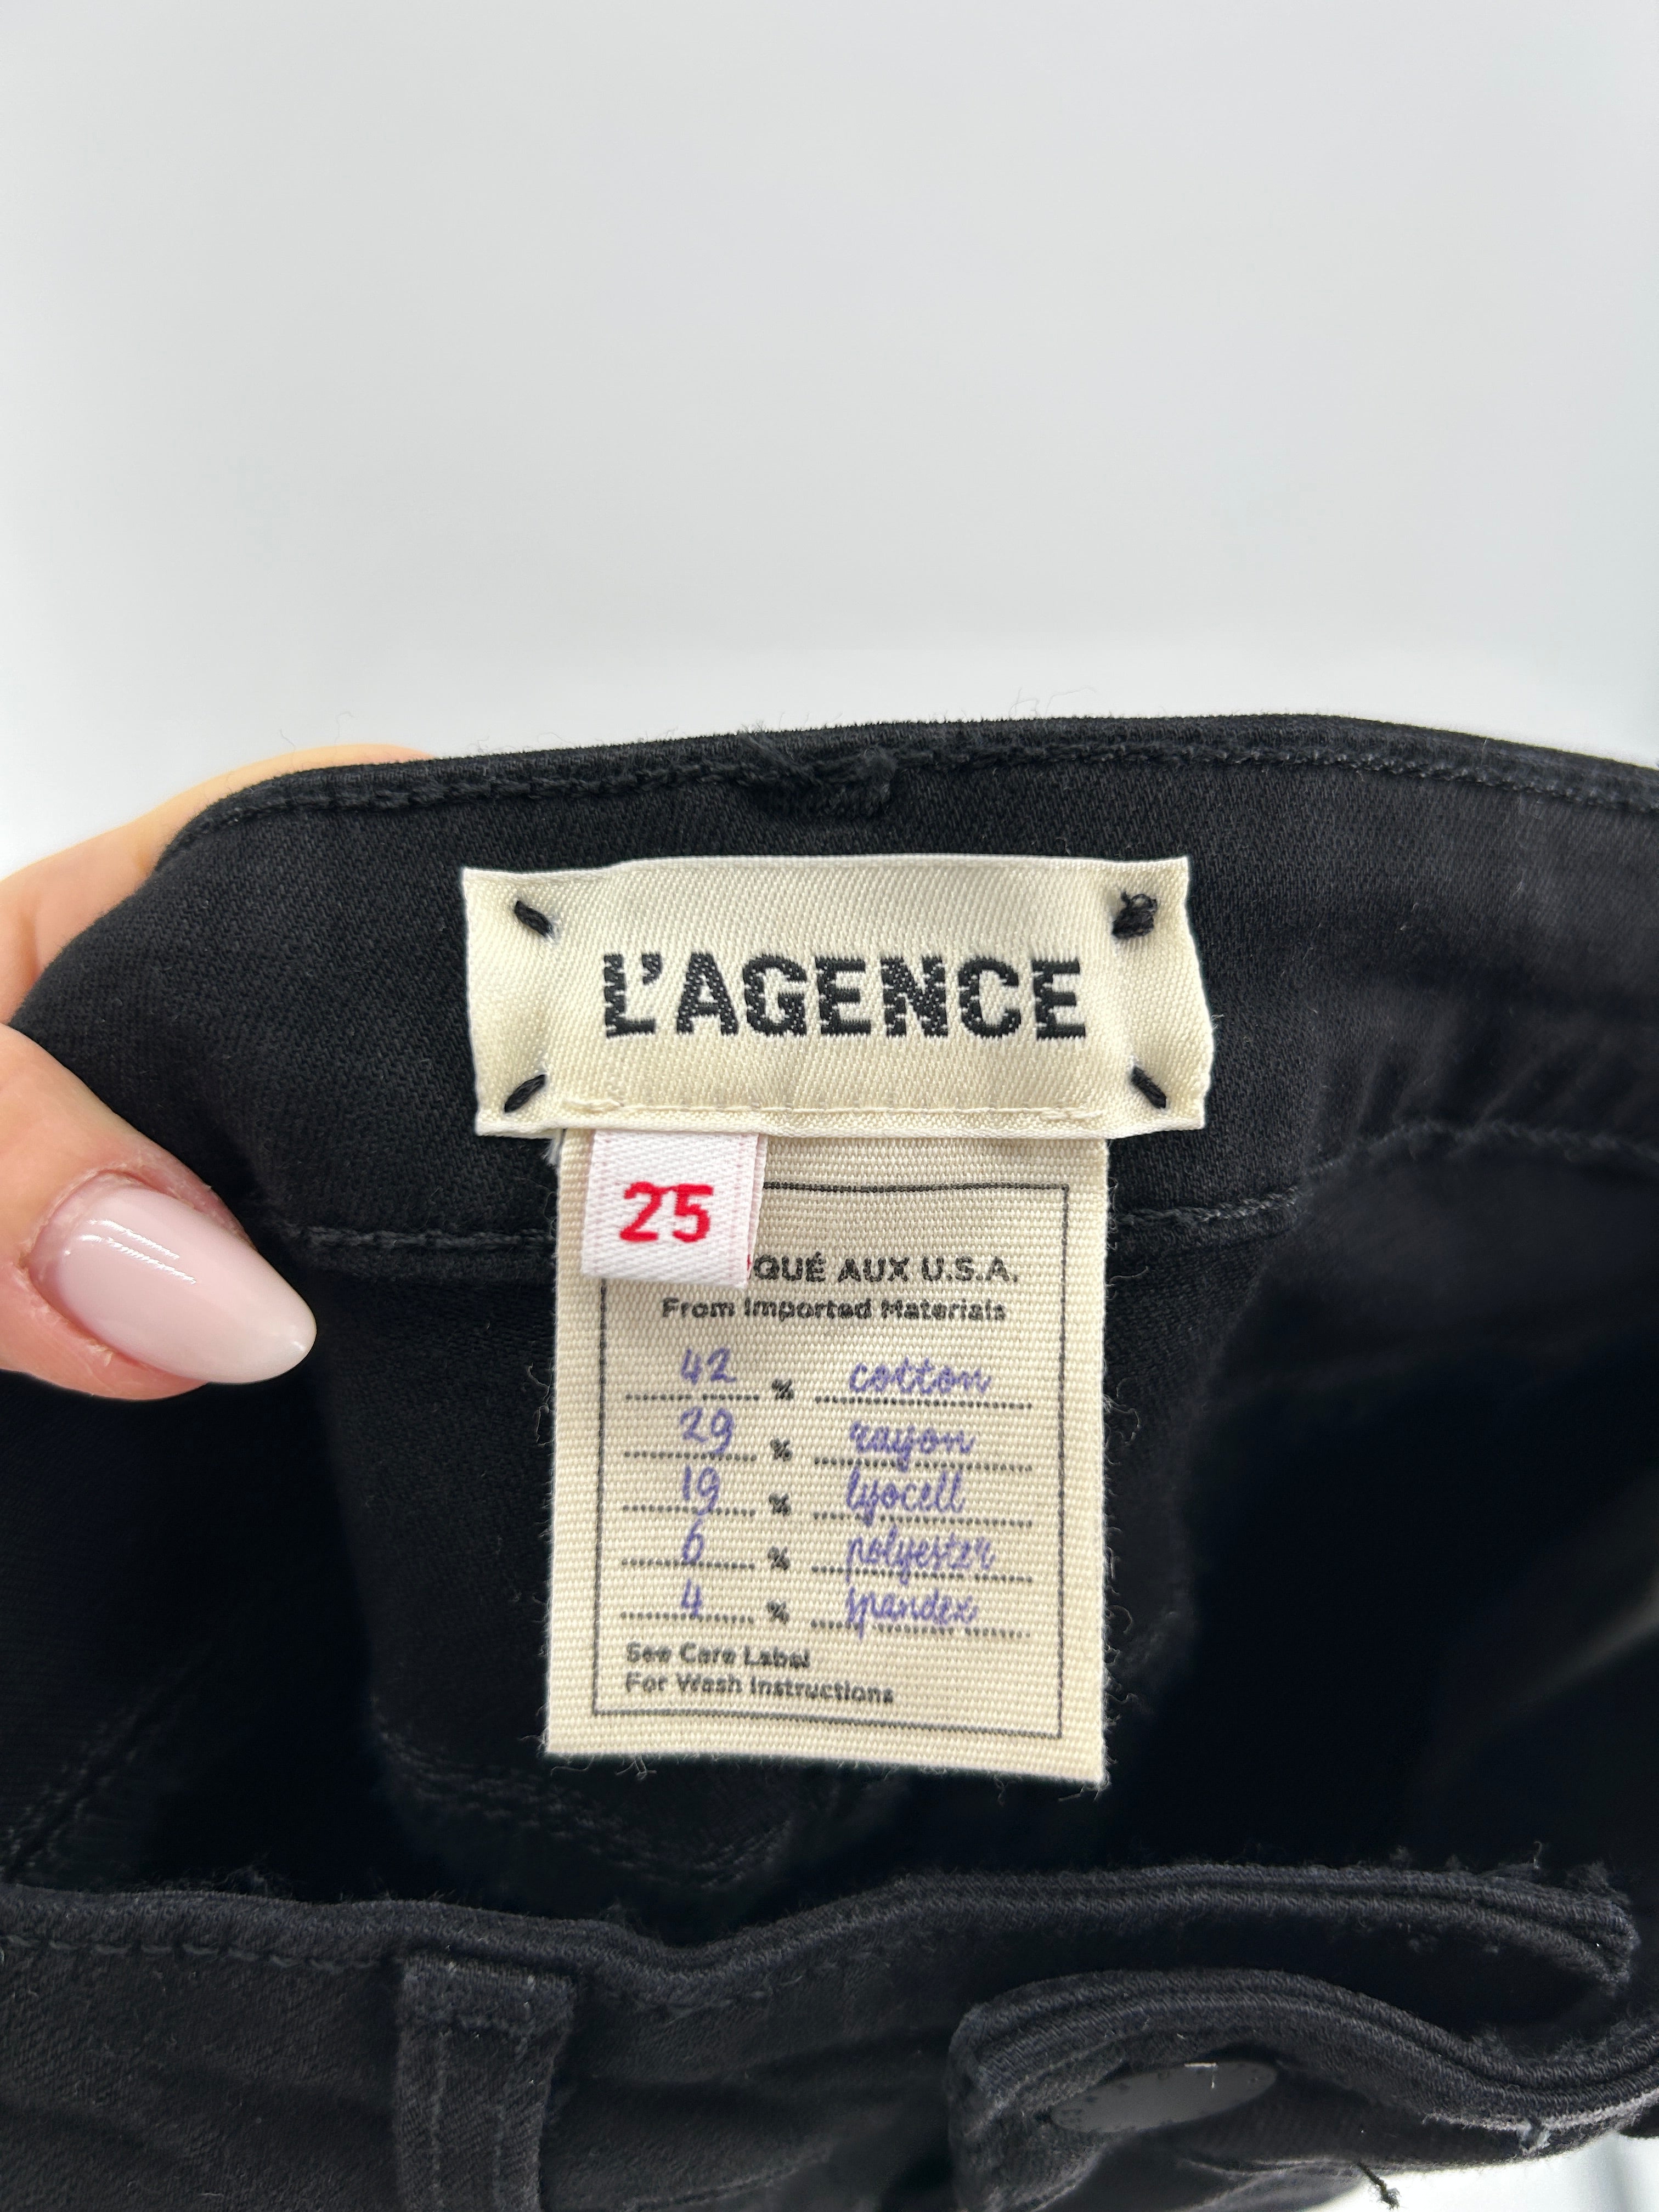 L'AGENCE
25
QUÉ AUX U.S.A.
From Imported Materials
42 % cotton
29 % rayon
19 % lyocell
6 % polyester
4 % spandex
See Care Label
For Wash Instructions